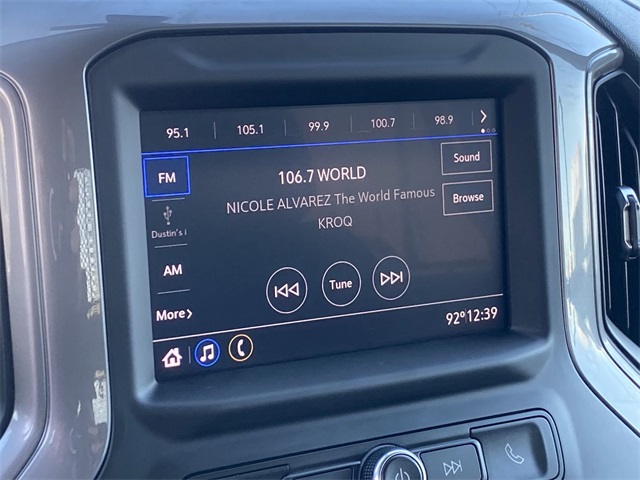 95.1 105.1 99.9 100.7 98.9
FM
106.7 WORLD
Sound
NICOLE ALVAREZ The World Famous
KROQ
Browse
Dustin's i
AM
Tune
More
92° 12:39